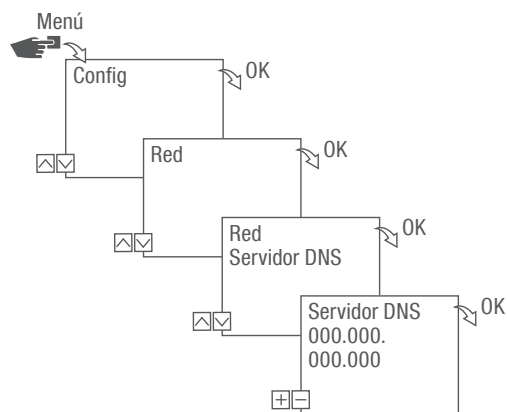 Menú
Config
OK
Red
OK
Red
Servidor DNS
OK
Servidor DNS
000.000.
000.000
OK